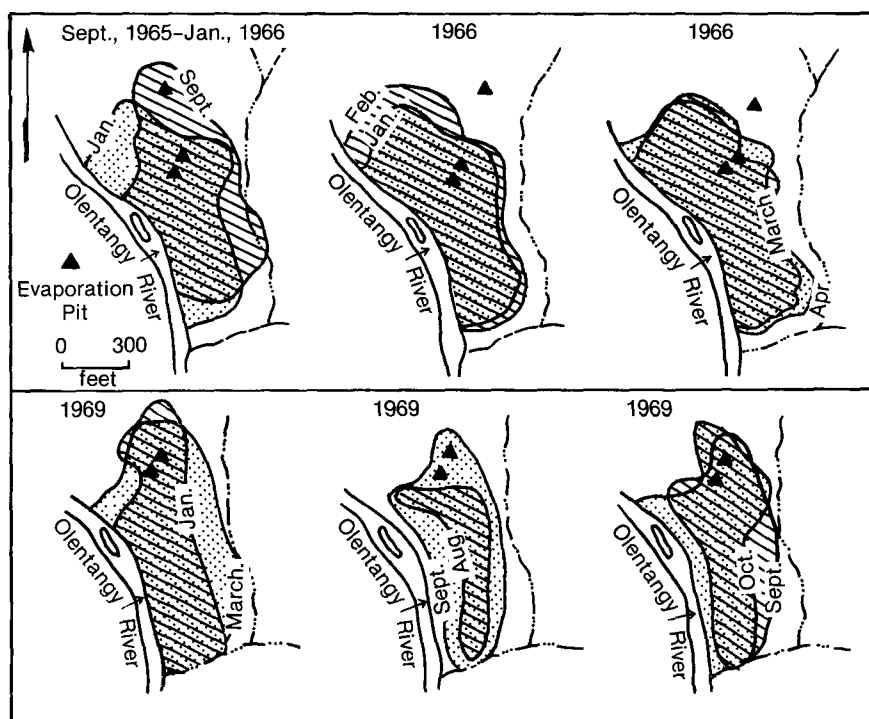 Sept., 1965–Jan., 1966
Sept.
Jan.
Olentangy
River
Evaporation
Pit
0 300
feet
1966
Feb.
Jan.
Olentangy
River
1966
March
Apr.
Olentangy
River
1969
Jan.
March
Olentangy
River
1969
Sept.
Aug.
Olentangy
River
1969
Oct.
Sept.
Olentangy
River